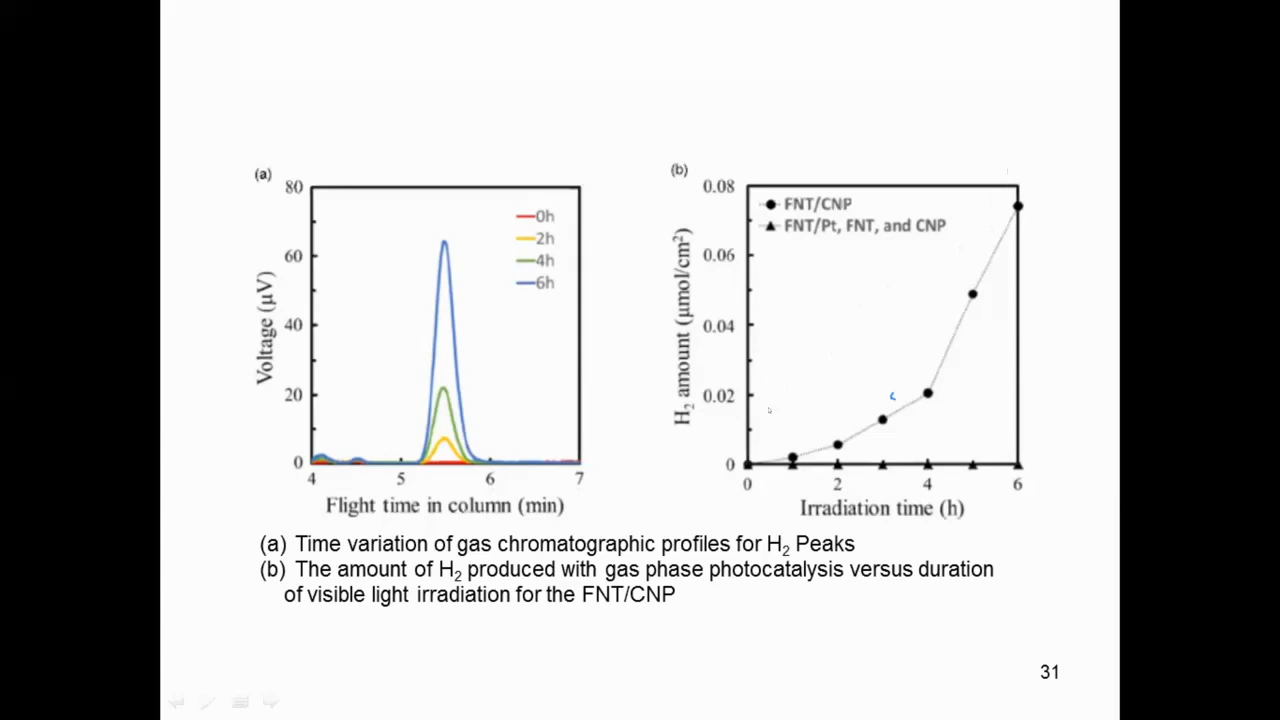 (a)
80
60
40
20
0
4
5
6
7
Voltage (µV)
Flight time in column (min)
0h
2h
4h
6h
(b)
0.08
0.06
0.04
0.02
0
0
2
4
6
H₂ amount (µmol/cm²)
Irradiation time (h)
FNT/CNP
FNT/Pt, FNT, and CNP
(a) Time variation of gas chromatographic profiles for H₂ Peaks
(b) The amount of H₂ produced with gas phase photocatalysis versus duration
of visible light irradiation for the FNT/CNP
31